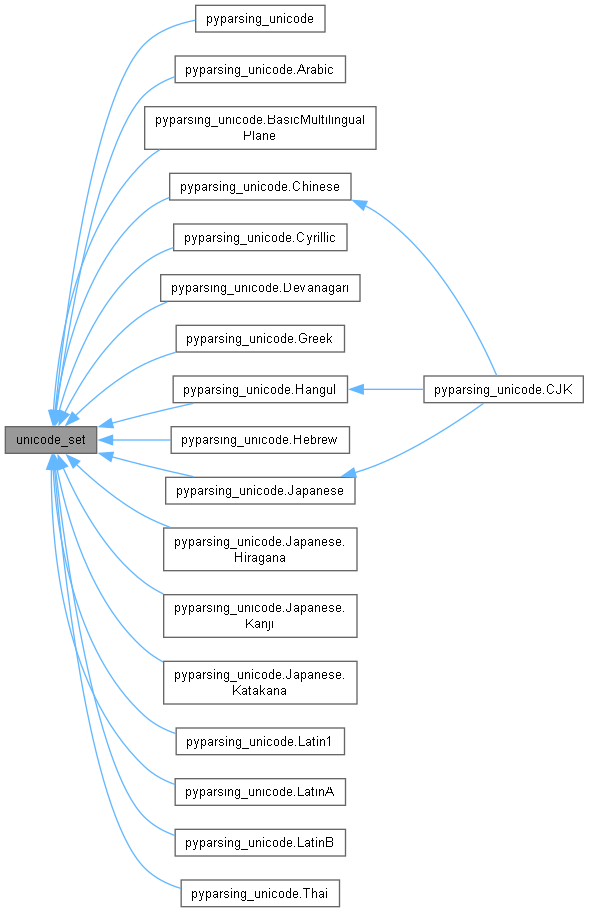 pyparsing_unicode
pyparsing_unicode.Arabic
pyparsing_unicode.BasicMultilingual
Plane
pyparsing_unicode.Chinese
pyparsing_unicode.Cyrillic
pyparsing_unicode.Devanagari
pyparsing_unicode.Greek
pyparsing_unicode.Hangul
pyparsing_unicode.CJK
unicode_set
pyparsing_unicode.Hebrew
pyparsing_unicode.Japanese
pyparsing_unicode.Japanese.
Hiragana
pyparsing_unicode.Japanese.
Kanji
pyparsing_unicode.Japanese.
Katakana
pyparsing_unicode.Latin1
pyparsing_unicode.LatinA
pyparsing_unicode.LatinB
pyparsing_unicode.Thai